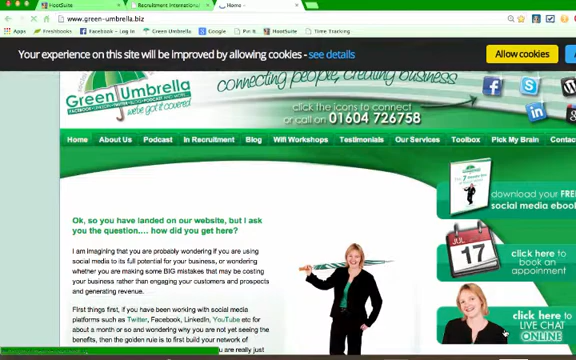 HootSuite
Recruitment International
Home -
www.green-umbrella.biz
Apps
Freshbooks
Facebook - Log In
Green Umbrella
Google
Pin It
HootSuite
Time Tracking
Your experience on this site will be improved by allowing cookies - see details
Allow cookies
Green Umbrella
we've got it covered
connecting people, creating business
click the icons to connect
or call on 01604 726758
Home About Us Podcast In Recruitment Blog Wifi Workshops Testimonials Our Services Toolbox Pick My Brain
download your FREE
social media ebook
Ok, so you have landed on our website, but I ask
you the question.... how did you get here?
I am imagining that you are probably wondering if you are using
social media to its full potential for your business, or wondering
whether you are making some BIG mistakes that may be costing
your business rather than engaging your customers and prospects
and generating revenue.
First things first, if you have been working with social media
platforms such as Twitter, Facebook, LinkedIn, YouTube etc for
about a month or so and wondering why you are not yet seeing the
benefits, then the golden rule is to first build your network of
you are really just
JUL
17
click here to
book an
appointment
click here to
LIVE CHAT
ONLINE